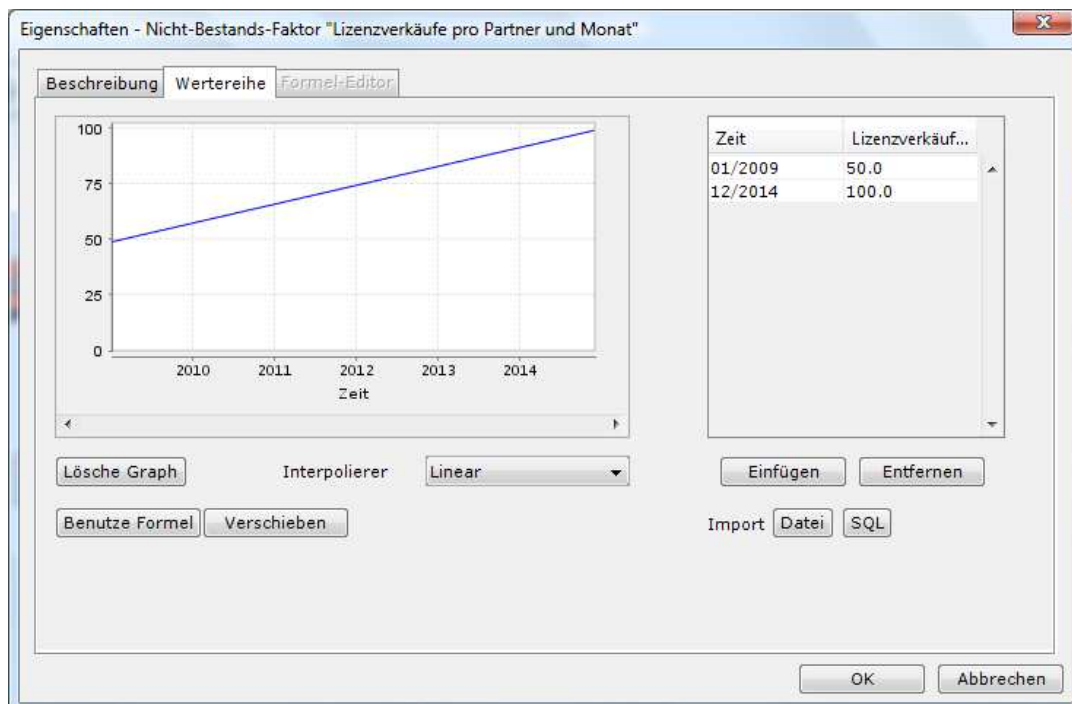 Eigenschaften - Nicht-Bestands-Faktor "Lizenzverkäufe pro Partner und Monat"
X
Beschreibung Wertereihe Formel-Editor
100
75
50
25
0
2010 2011 2012 2013 2014
Zeit
Zeit Lizenzverkäuf...
01/2009 50.0
12/2014 100.0
Lösche Graph Interpolierer Linear Einfügen Entfernen
Benutze Formel Verschieben Import Datei SQL
OK Abbrechen